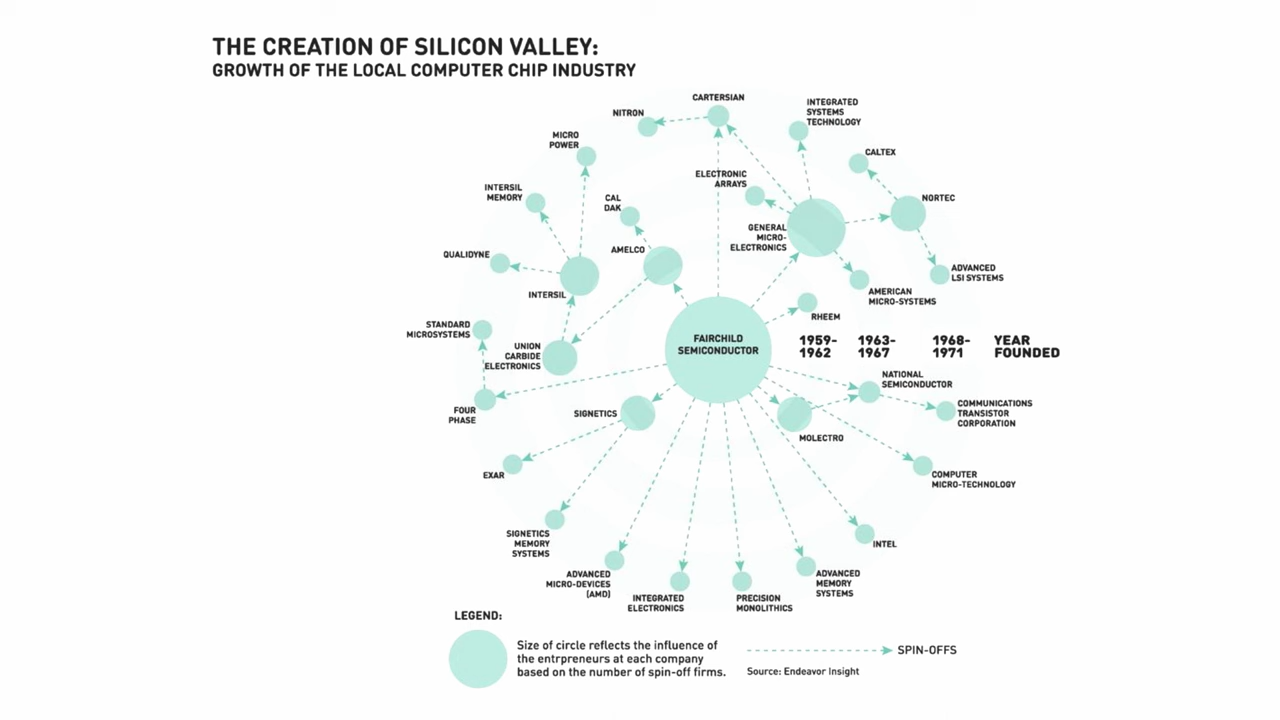 THE CREATION OF SILICON VALLEY:
GROWTH OF THE LOCAL COMPUTER CHIP INDUSTRY
CARTERSIAN
NITRON
INTEGRATED
SYSTEMS
TECHNOLOGY
MICRO
POWER
CALTEX
ELECTRONIC
ARRAYS
INTERSIL
MEMORY
CAL
DAK
NORTEC
GENERAL
MICRO-
ELECTRONICS
QUALIDYNE
AMELCO
ADVANCED
LSI SYSTEMS
INTERSIL
AMERICAN
MICRO-SYSTEMS
RHEEM
STANDARD
MICROSYSTEMS
FAIRCHILD
SEMICONDUCTOR
1959-
1962
1963-
1967
1968-
1971
YEAR
FOUNDED
UNION
CARBIDE
ELECTRONICS
NATIONAL
SEMICONDUCTOR
FOUR
PHASE
SIGNETICS
COMMUNICATIONS
TRANSISTOR
CORPORATION
MOLECTRO
EXAR
COMPUTER
MICRO-TECHNOLOGY
SIGNETICS
MEMORY
SYSTEMS
INTEL
ADVANCED
MICRO-DEVICES
(AMD)
INTEGRATED
ELECTRONICS
PRECISION
MONOLITHICS
ADVANCED
MEMORY
SYSTEMS
LEGEND:
Size of circle reflects the influence of
the entrpreneurs at each company
based on the number of spin-off firms.
SPIN-OFFS
Source: Endeavor Insight